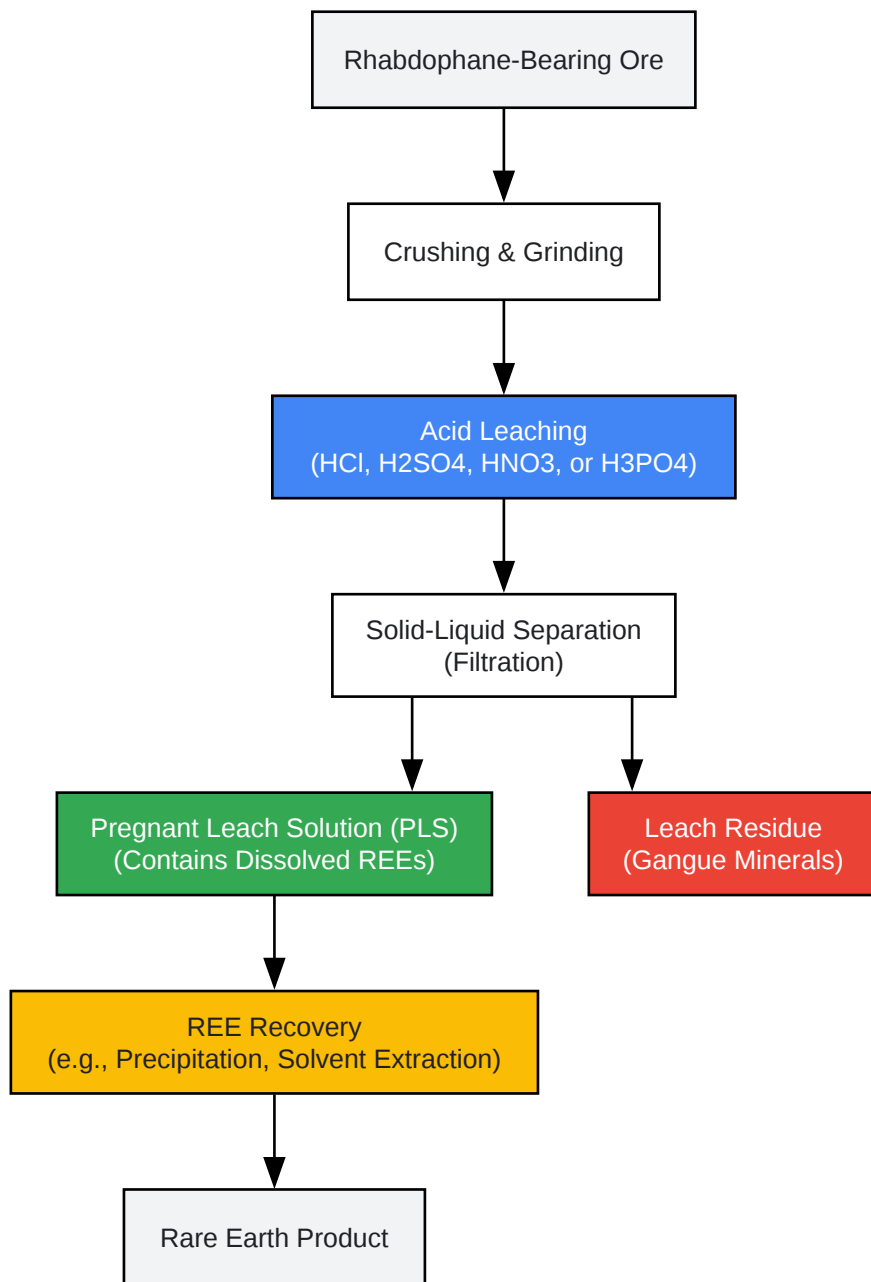 Rhabdophane-Bearing Ore
Crushing & Grinding
Acid Leaching
(HCl, H2SO4, HNO3, or H3PO4)
Solid-Liquid Separation
(Filtration)
Pregnant Leach Solution (PLS)
(Contains Dissolved REEs)
Leach Residue
(Gangue Minerals)
REE Recovery
(e.g., Precipitation, Solvent Extraction)
Rare Earth Product